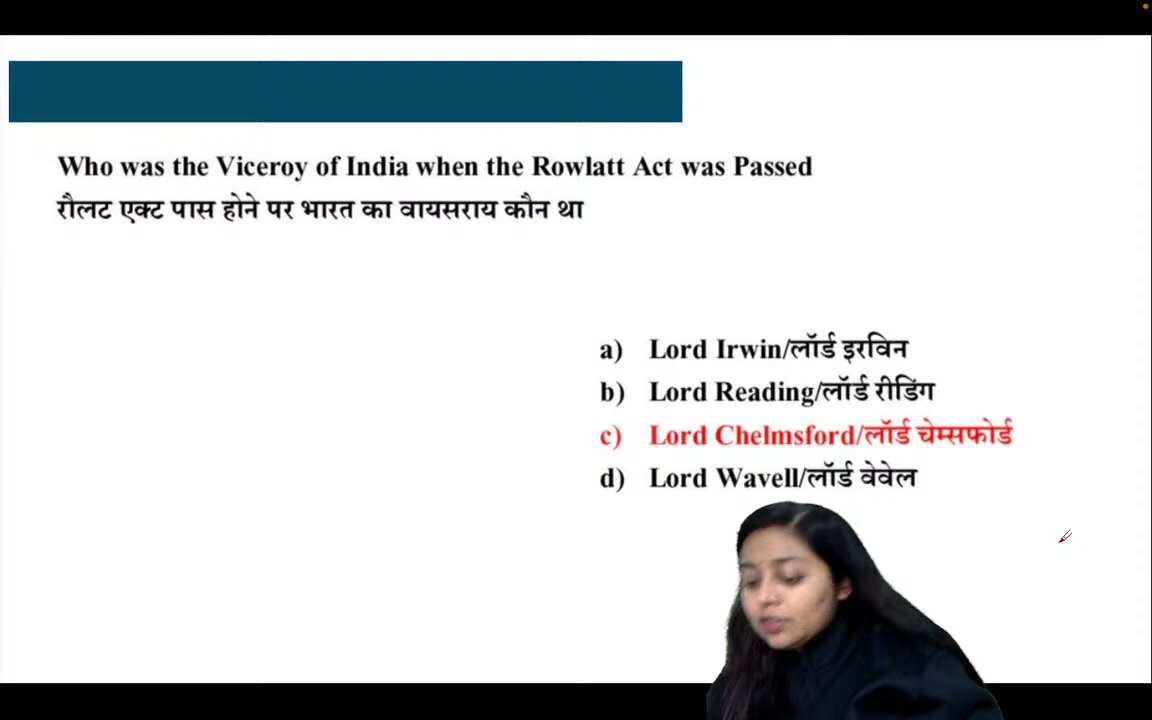 Who was the Viceroy of India when the Rowlatt Act was Passed
रौलट एक्ट पास होने पर भारत का वायसराय कौन था
a) Lord Irwin/लॉर्ड इरविन
b) Lord Reading/लॉर्ड रीडिंग
c) Lord Chelmsford/लॉर्ड चेम्सफोर्ड
d) Lord Wavell/लॉर्ड वेवेल